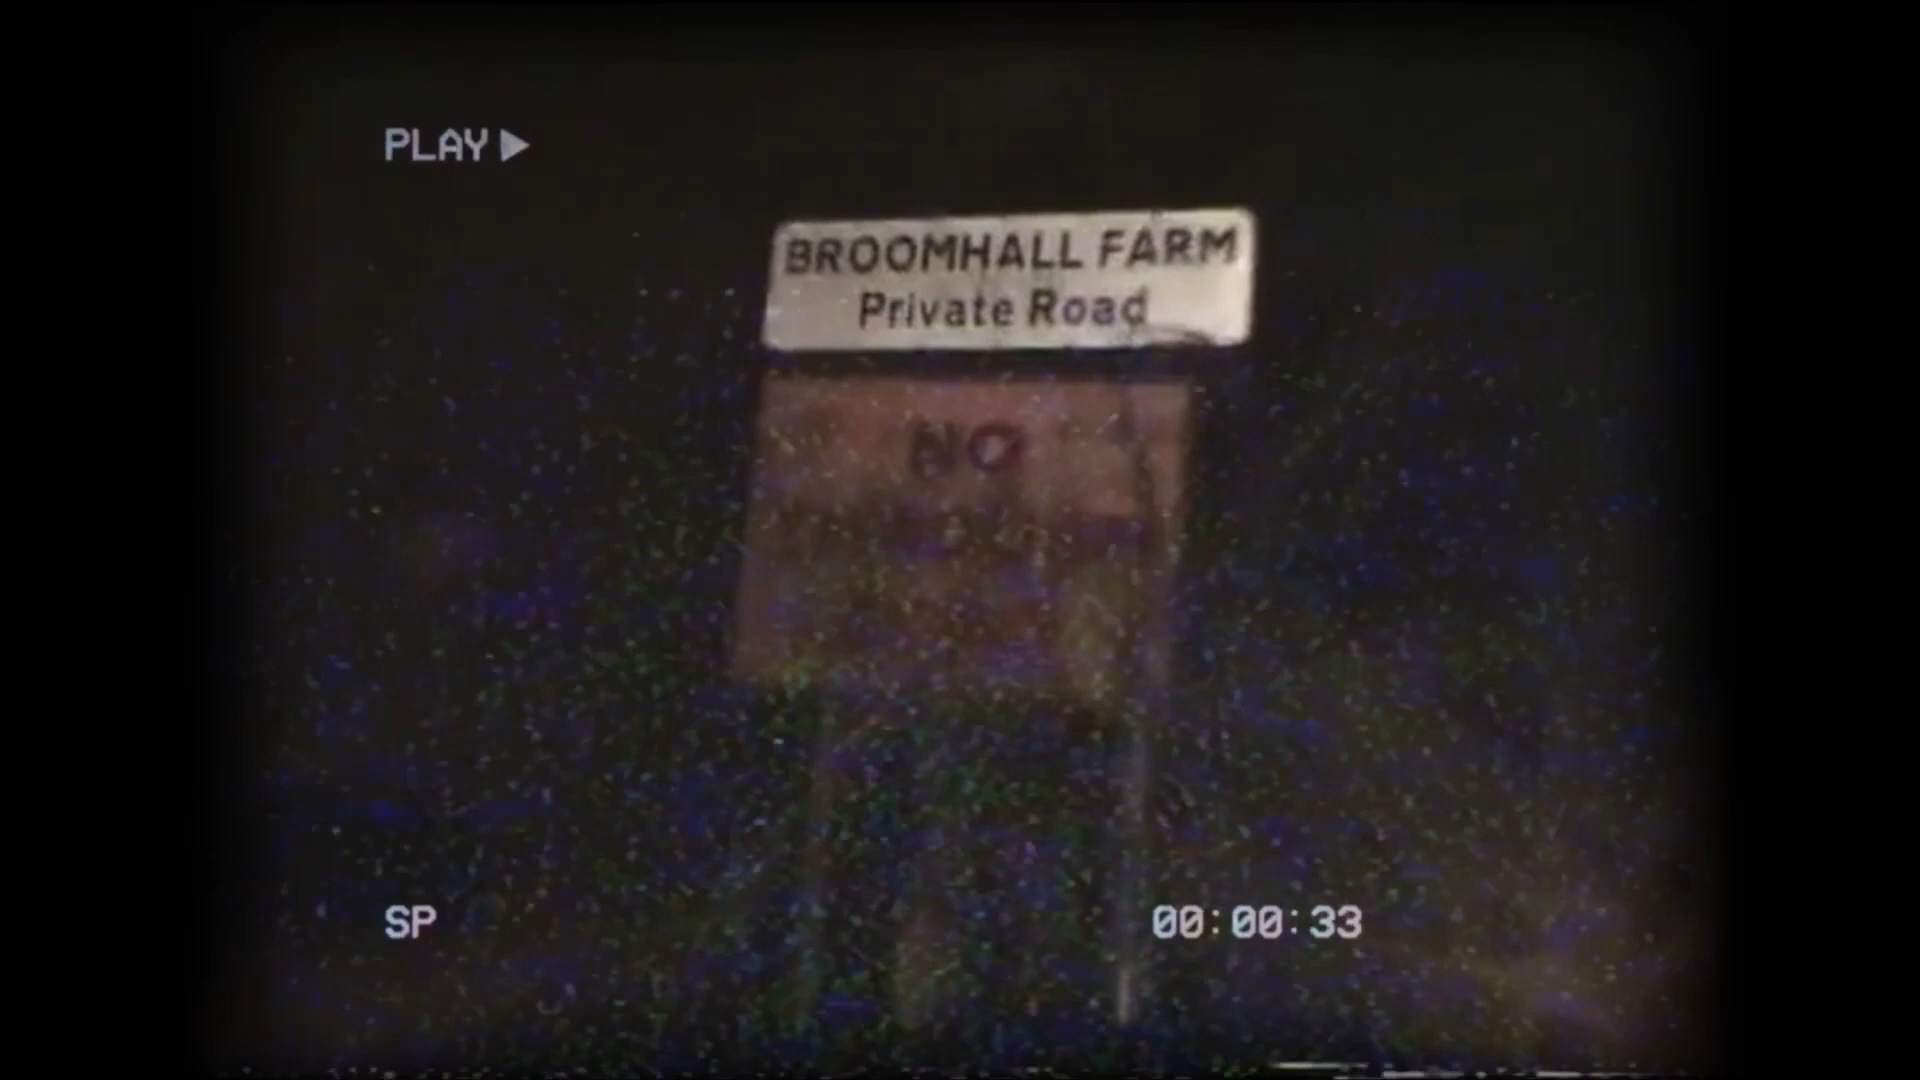 PLAY
BROOMHALL FARM
Private Road
NO
SP
00:00:33